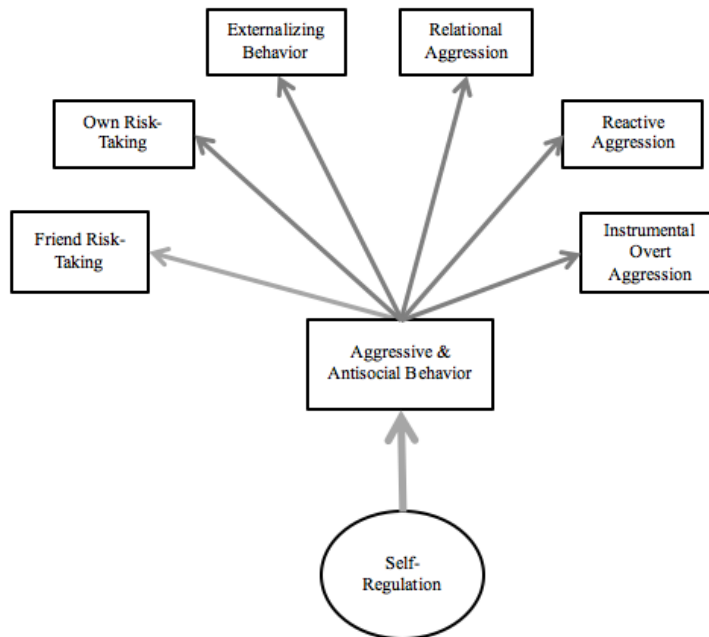 Externalizing
Behavior
Relational
Aggression
Own Risk-
Taking
Reactive
Aggression
Friend Risk-
Taking
Instrumental
Overt
Aggression
Aggressive &
Antisocial Behavior
Self-
Regulation